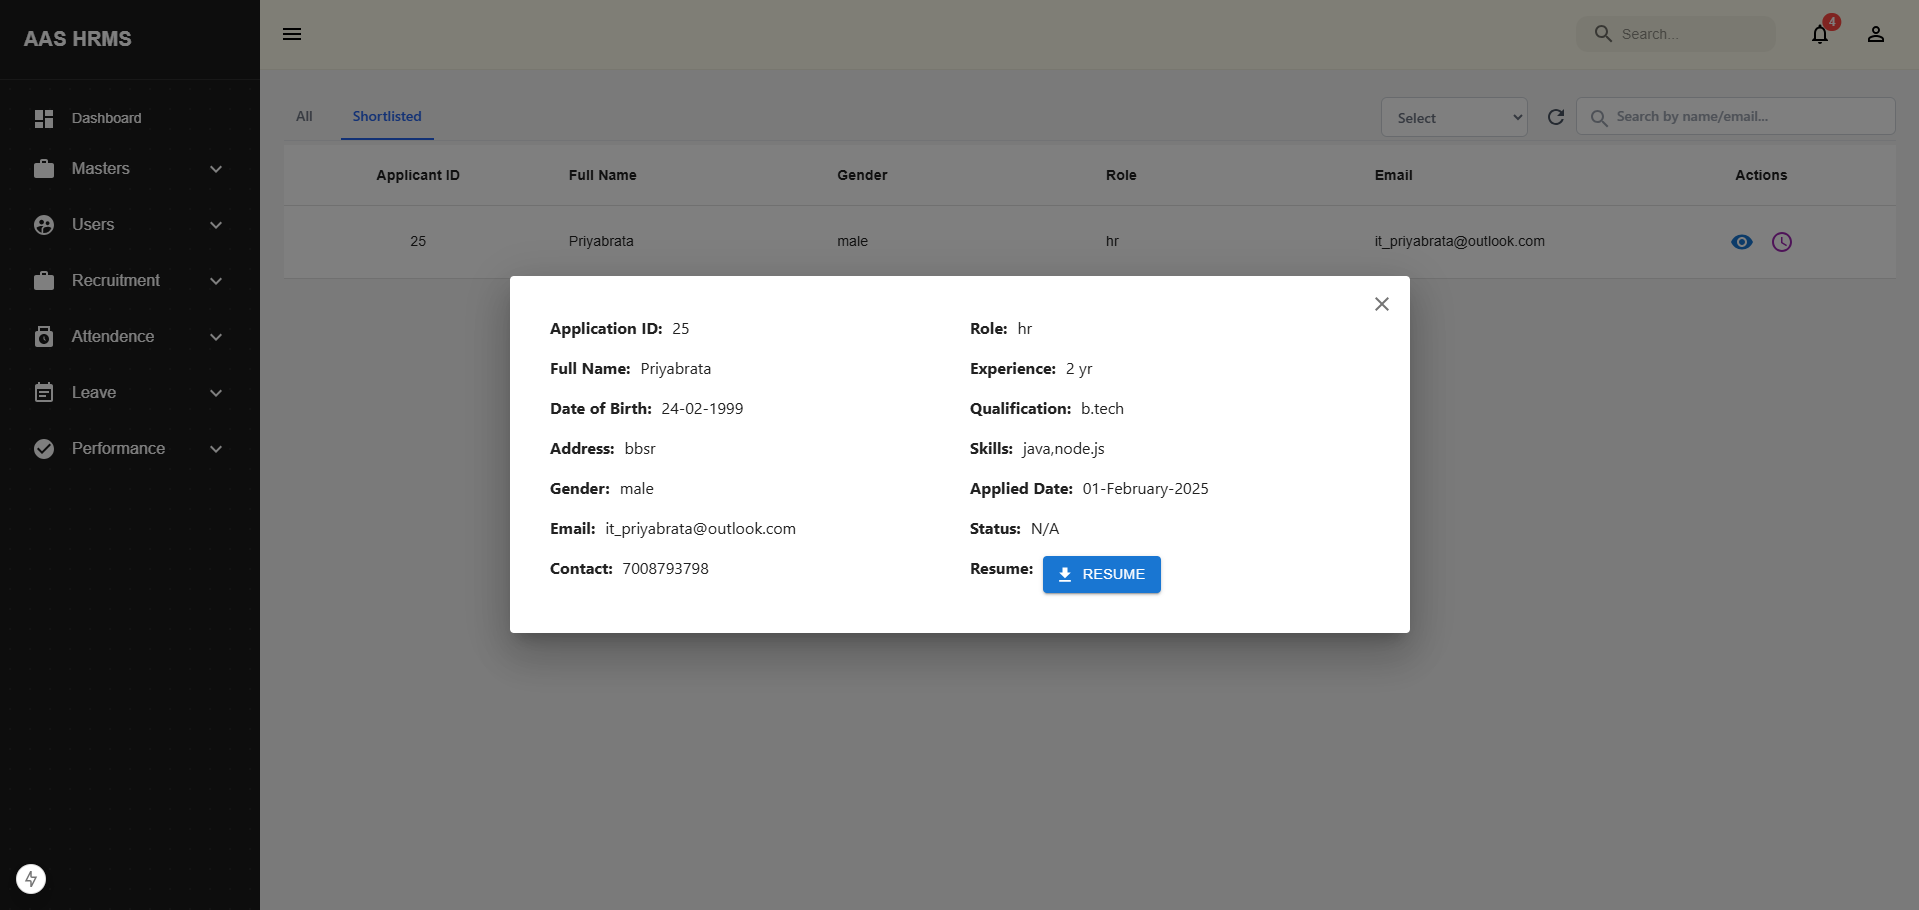 AAS HRMS
Search...
4
Dashboard
Masters
Users
Recruitment
Attendence
Leave
Performance
All
Shortlisted
Select
Search by name/email...
Applicant ID Full Name Gender Role Email Actions
25 Priyabrata male hr it_priyabrata@outlook.com
Application ID: 25
Full Name: Priyabrata
Date of Birth: 24-02-1999
Address: bbsr
Gender: male
Email: it_priyabrata@outlook.com
Contact: 7008793798
Role: hr
Experience: 2 yr
Qualification: b.tech
Skills: java,node.js
Applied Date: 01-February-2025
Status: N/A
Resume: RESUME